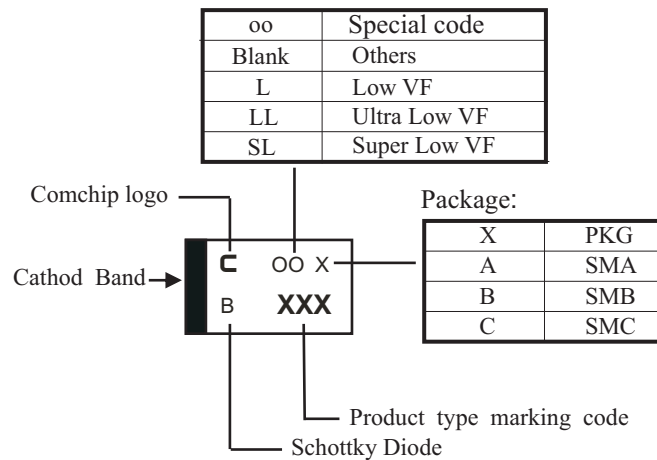 oo Special code
Blank Others
L Low VF
LL Ultra Low VF
SL Super Low VF
Comchip logo
Package:
X PKG
A SMA
B SMB
C SMC
Cathod Band
C OO X
B XXX
Product type marking code
Schottky Diode